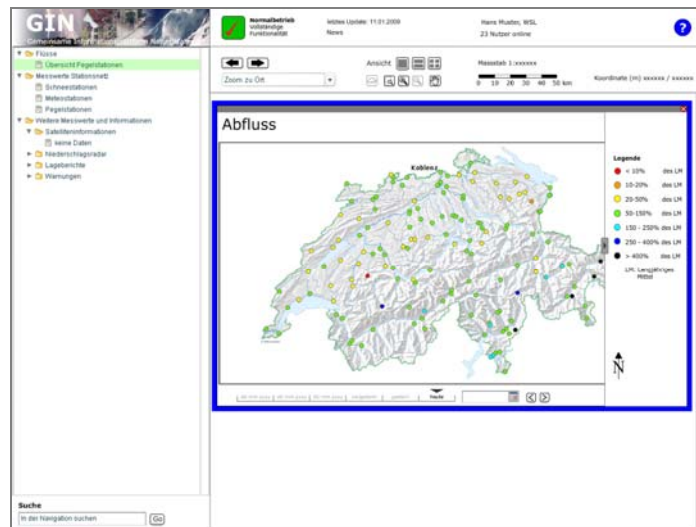 GIN
Gemeinsame Informations
Normalbetrieb
vollständige
Funktionalität
letztes Update: 11.01.2009
News
Hans Muster, WSL
23 Nutzer online
?
Flüsse
Übersicht Pegelstationen
Messwerte Stationsnetz
Schneestationen
Meteostationen
Pegelstationen
Weitere Messwerte und Informationen
Satelliteninformationen
keine Daten
Niederschlagsradar
Lageberichte
Warnungen
Zoom zu Ort
Ansicht
Massstab 1:xxxxxx
0 10 20 30 40 50 km
Koordinate (m) xxxxxx / xxxxxx
Abfluss
Koblenz
Legende
< 10% des LM
10-20% des LM
20-50% des LM
50-150% des LM
150 - 250% des LM
250 - 400% des LM
> 400% des LM
LM: Langjähriges
Mittel
N
gestern
heute
Suche
In der Navigation suchen
Go